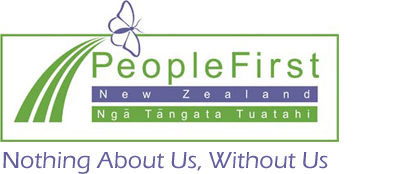 PeopleFirst
New Zealand
Ngā Tāngata Tuatahi
Nothing About Us, Without Us